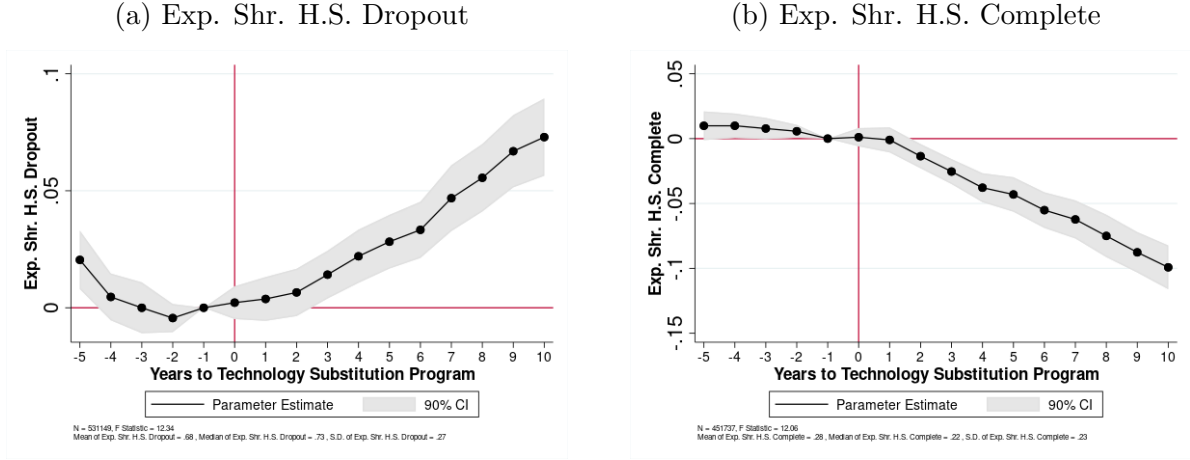 (a) Exp. Shr. H.S. Dropout
Exp. Shr. H.S. Dropout
.1
.05
0
-5 -4 -3 -2 -1 0 1 2 3 4 5 6 7 8 9 10
Years to Technology Substitution Program
Parameter Estimate 90% CI
N = 531149, F Statistic = 12.34
Mean of Exp. Shr. H.S. Dropout = .68 , Median of Exp. Shr. H.S. Dropout = .73 , S.D. of Exp. Shr. H.S. Dropout = .27
(b) Exp. Shr. H.S. Complete
Exp. Shr. H.S. Complete
.05
0
-.05
-.1
-.15
-5 -4 -3 -2 -1 0 1 2 3 4 5 6 7 8 9 10
Years to Technology Substitution Program
Parameter Estimate 90% CI
N = 451737, F Statistic = 12.06
Mean of Exp. Shr. H.S. Complete = .28 , Median of Exp. Shr. H.S. Complete = .22 , S.D. of Exp. Shr. H.S. Complete = .23